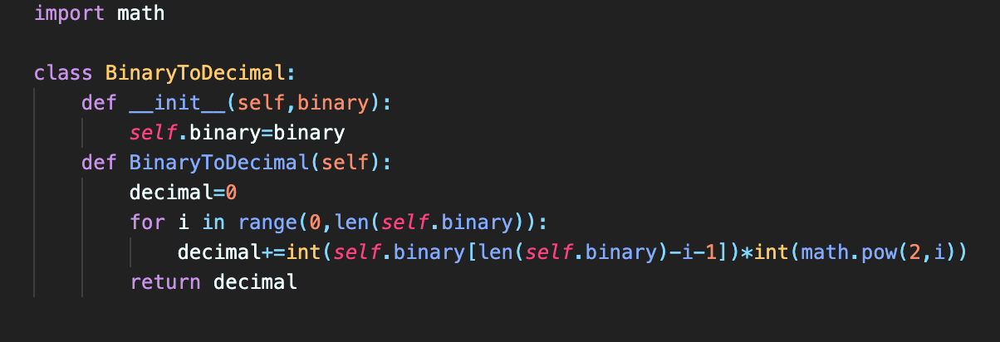 import math
class BinaryToDecimal:
    def __init__(self,binary):
        self.binary=binary
    def BinaryToDecimal(self):
        decimal=0
        for i in range(0,len(self.binary)):
            decimal+=int(self.binary[len(self.binary)-i-1])*int(math.pow(2,i))
        return decimal